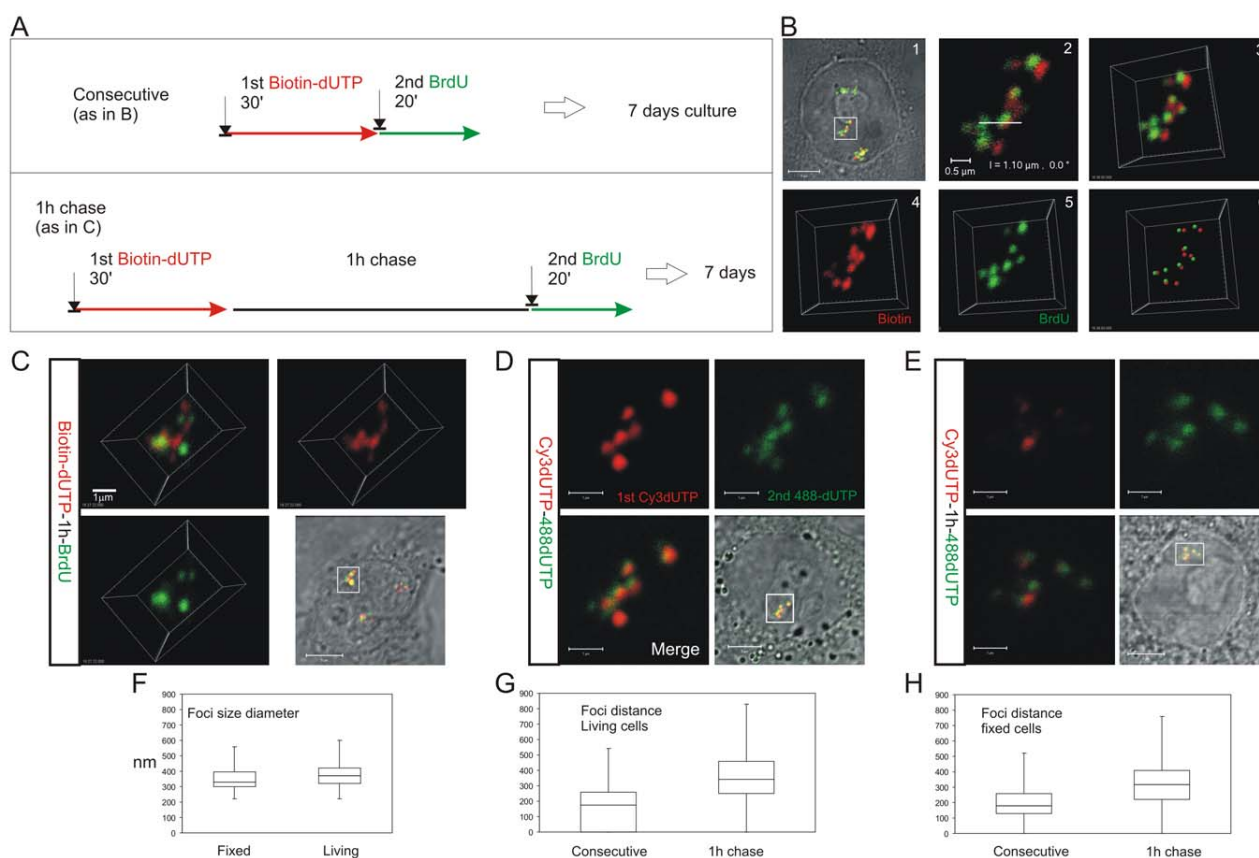 A
Consecutive
(as in B)
1st Biotin-dUTP
30'
2nd BrdU
20'
7 days culture
1h chase
(as in C)
1st Biotin-dUTP
30'
1h chase
2nd BrdU
20'
7 days
B
1
2
0.5 µm
l = 1.10 µm , 0.0 °
3
4
Biotin
5
BrdU
C
Biotin-dUTP-1h-BrdU
1µm
D
Cy3dUTP-488dUTP
1st Cy3dUTP
2nd 488-dUTP
Merge
E
Cy3dUTP-1h-488dUTP
F
Foci size diameter
nm
900
800
700
600
500
400
300
200
100
0
Fixed
Living
G
Foci distance
Living cells
900
800
700
600
500
400
300
200
100
0
Consecutive
1h chase
H
Foci distance
fixed cells
900
800
700
600
500
400
300
200
100
0
Consecutive
1h chase